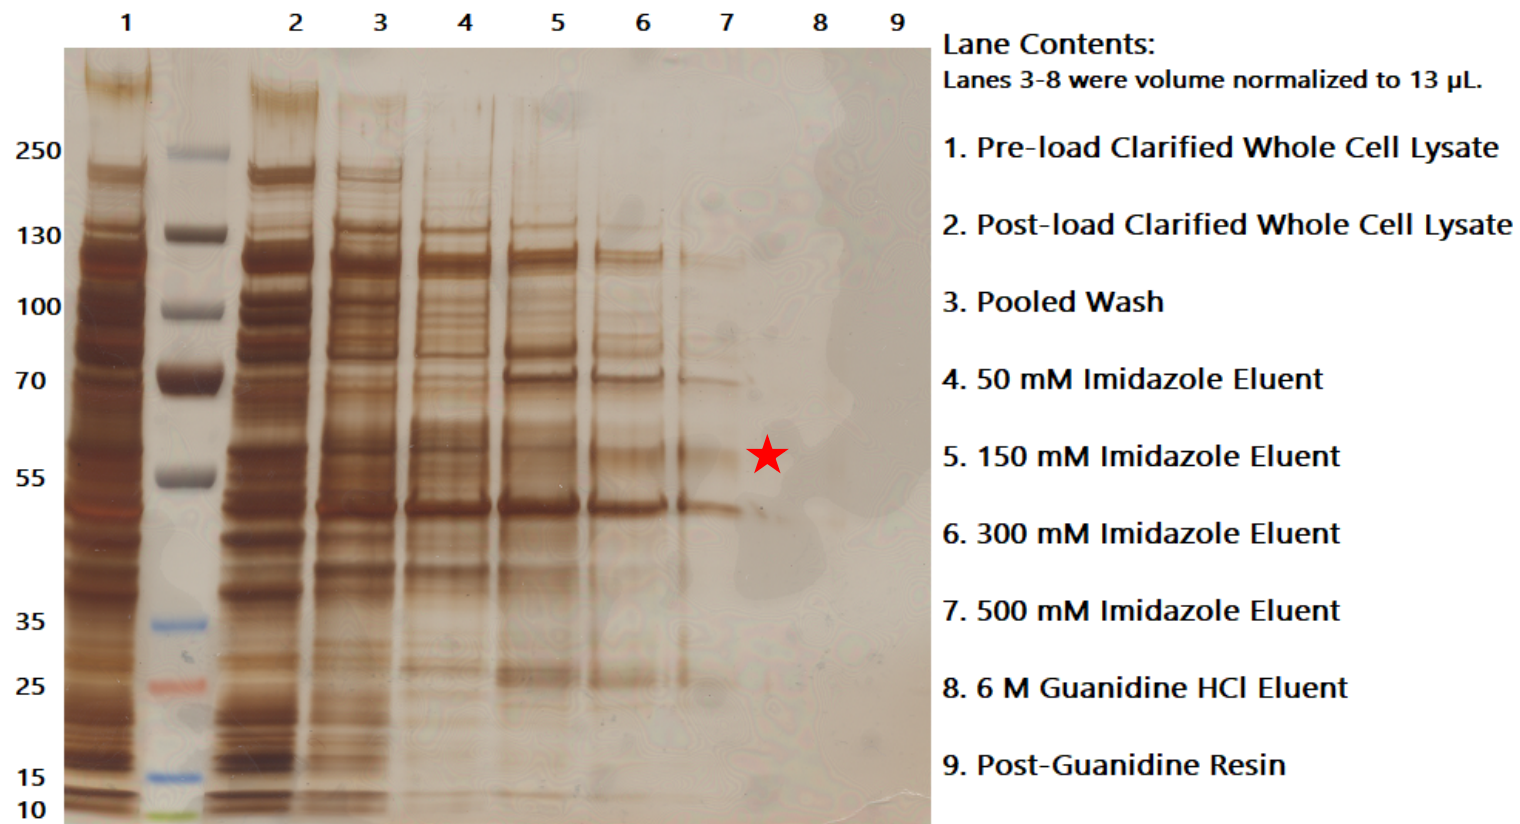 1 2 3 4 5 6 7 8 9
250
130
100
70
55
35
25
15
10
Lane Contents:
Lanes 3-8 were volume normalized to 13 µL.
1. Pre-load Clarified Whole Cell Lysate
2. Post-load Clarified Whole Cell Lysate
3. Pooled Wash
4. 50 mM Imidazole Eluent
5. 150 mM Imidazole Eluent
6. 300 mM Imidazole Eluent
7. 500 mM Imidazole Eluent
8. 6 M Guanidine HCl Eluent
9. Post-Guanidine Resin